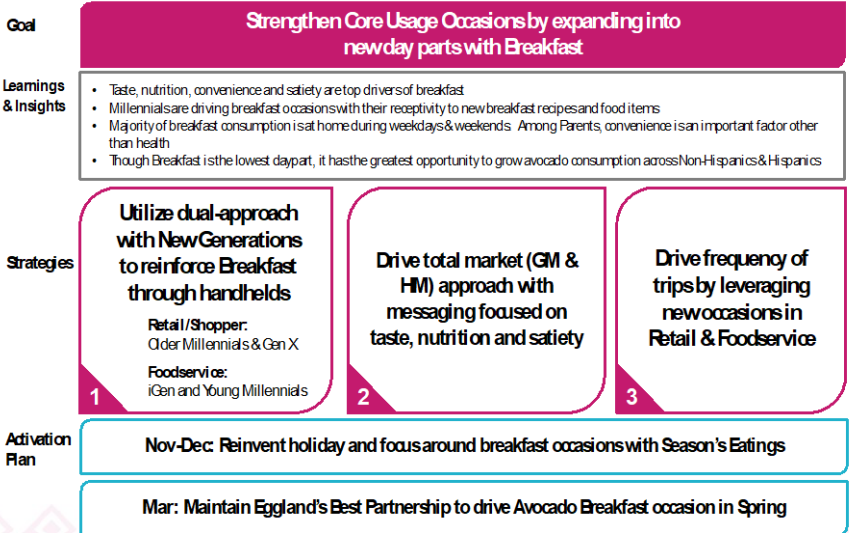 Goal
Strengthen Core Usage Occasions by expanding into
new day parts with Breakfast
Learnings
& Insights
• Taste, nutrition, convenience and satiety are top drivers of breakfast
• Millennials are driving breakfast occasions with their receptivity to new breakfast recipes and food items
• Majority of breakfast consumption is at home during weekdays & weekends. Among Parents, convenience is an important factor other
than health
• Though Breakfast is the lowest daypart, it has the greatest opportunity to grow avocado consumption across Non-Hispanics & Hispanics
Strategies
Utilize dual-approach
with New Generations
to reinforce Breakfast
through handhelds
Retail/Shopper:
Older Millennials & Gen X
Foodservice:
iGen and Young Millennials
1
Drive total market (GM &
HM) approach with
messaging focused on
taste, nutrition and satiety
2
Drive frequency of
trips by leveraging
new occasions in
Retail & Foodservice
3
Activation
Plan
Nov-Dec: Reinvent holiday and focus around breakfast occasions with Season's Eatings
Mar: Maintain Eggland's Best Partnership to drive Avocado Breakfast occasion in Spring